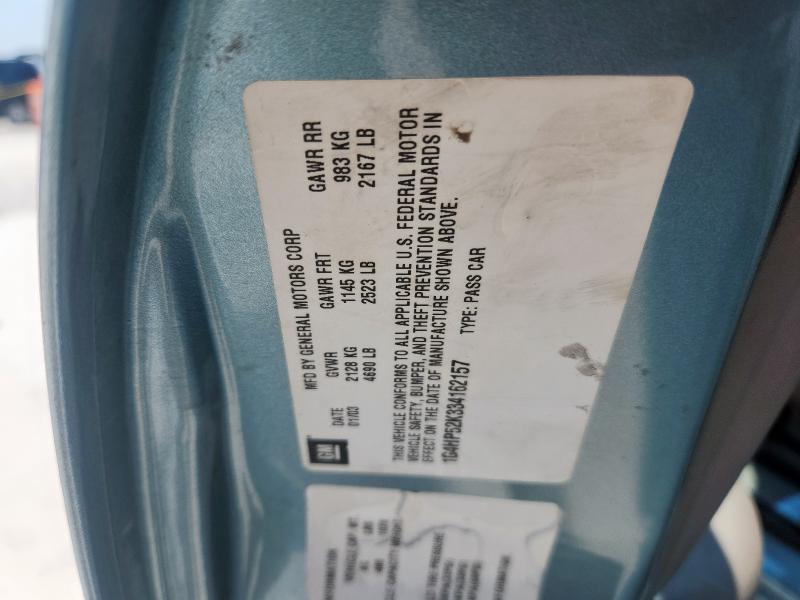 GM
MFD BY GENERAL MOTORS CORP
DATE GVWR GAWR FRT GAWR RR
01/03 2128 KG 1145 KG 983 KG
4690 LB 2523 LB 2167 LB
THIS VEHICLE CONFORMS TO ALL APPLICABLE U.S. FEDERAL MOTOR
VEHICLE SAFETY, BUMPER, AND THEFT PREVENTION STANDARDS IN
EFFECT ON THE DATE OF MANUFACTURE SHOWN ABOVE.
1G4HP52K334162157 TYPE: PASS CAR